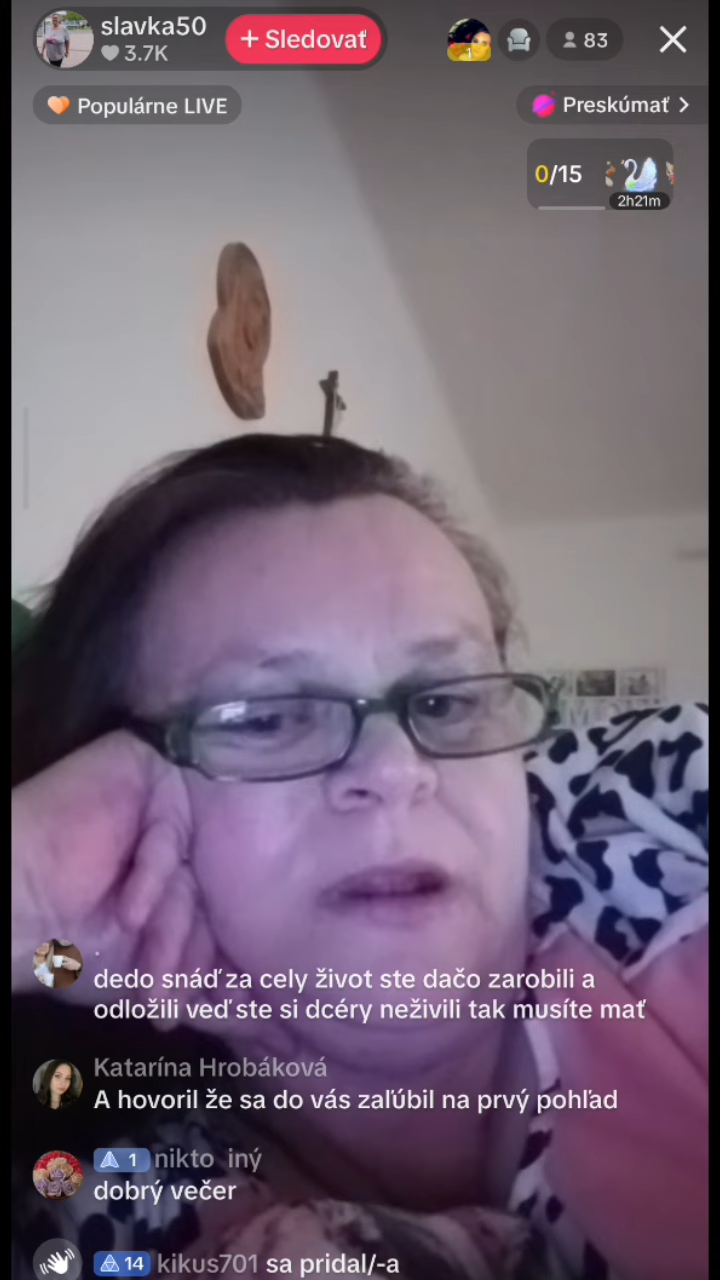 slavka50
3.7K
+ Sledovať
1
83
Populárne LIVE
Preskúmať
0/15
2h21m
.
dedo snáď za cely život ste dačo zarobili a
odložili veď ste si dcéry neživili tak musíte mať
Katarína Hrobáková
A hovoril že sa do vás zaľúbil na prvý pohľad
1 nikto iný
dobrý večer
14 kikus701 sa pridal/-a